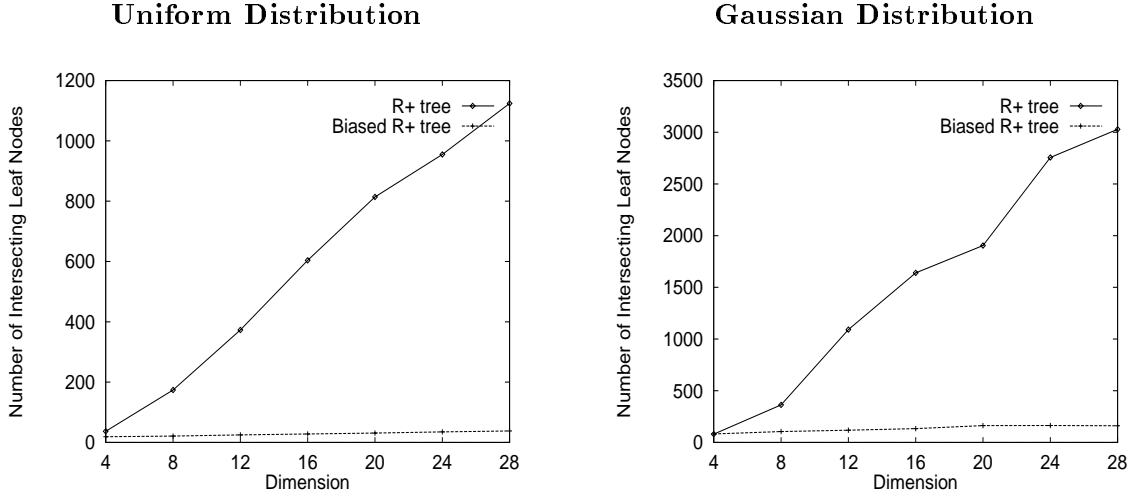 Uniform Distribution
Number of Intersecting Leaf Nodes
1200
1000
800
600
400
200
0
R+ tree
Biased R+ tree
4 8 12 16 20 24 28
Dimension
Gaussian Distribution
Number of Intersecting Leaf Nodes
3500
3000
2500
2000
1500
1000
500
0
R+ tree
Biased R+ tree
4 8 12 16 20 24 28
Dimension